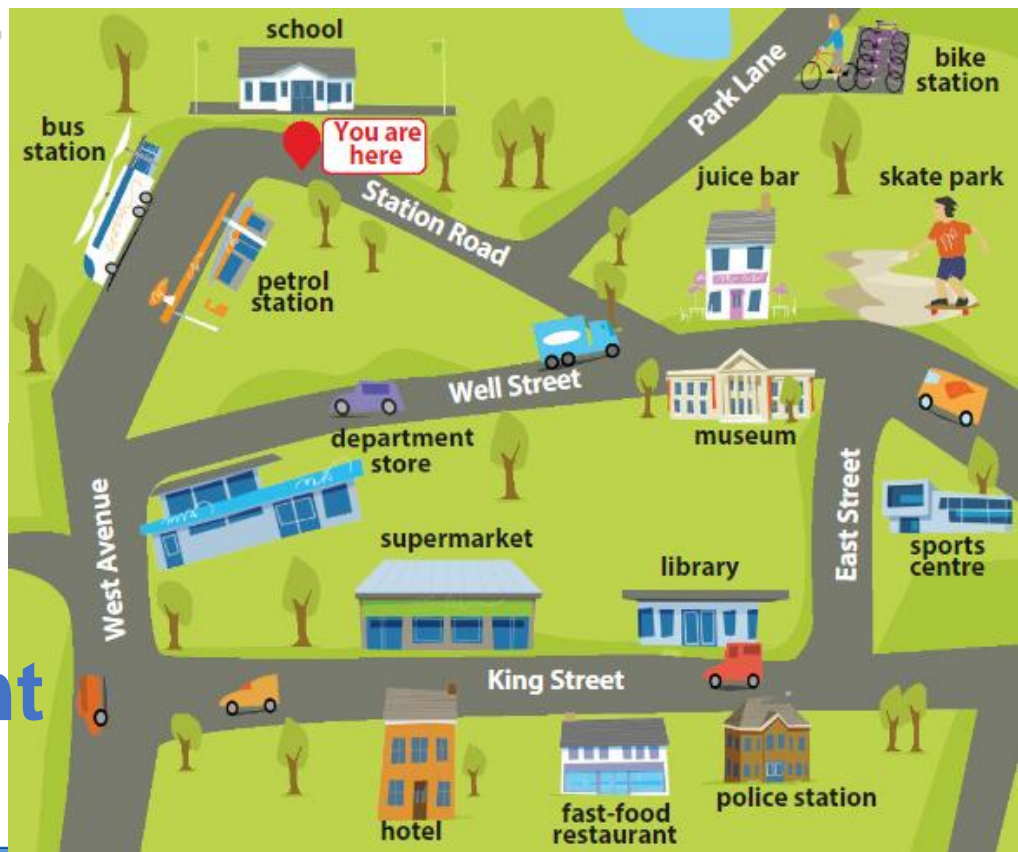 school
bus
station
You are
here
Park Lane
bike
station
Station Road
juice bar
skate park
petrol
station
Well Street
department
store
museum
West Avenue
East Street
supermarket
library
sports
centre
King Street
nt
hotel
fast-food
restaurant
police station